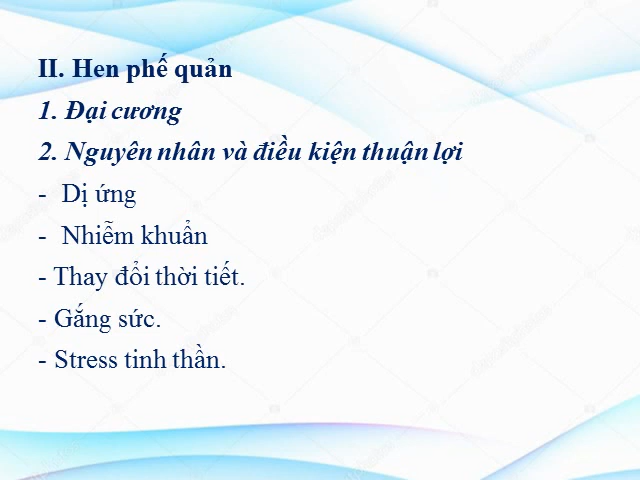 II. Hen phế quản
1. Đại cương
2. Nguyên nhân và điều kiện thuận lợi
- Dị ứng
- Nhiễm khuẩn
- Thay đổi thời tiết.
- Gắng sức.
- Stress tinh thần.